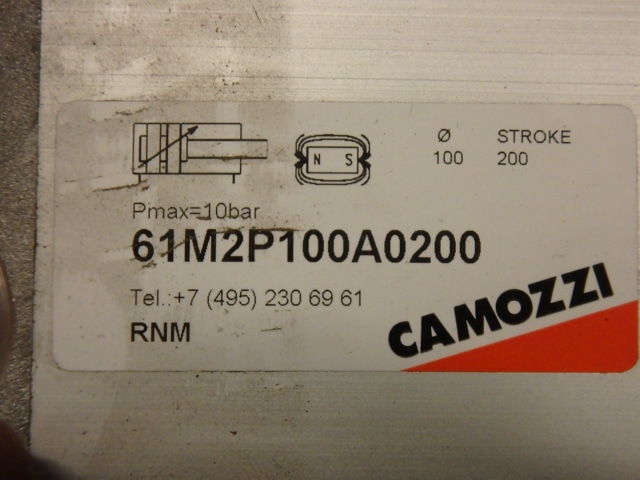 N S
Ø STROKE
100 200
Pmax=10bar
61M2P100A0200
Tel.:+7 (495) 230 69 61
RNM
CAMOZZI